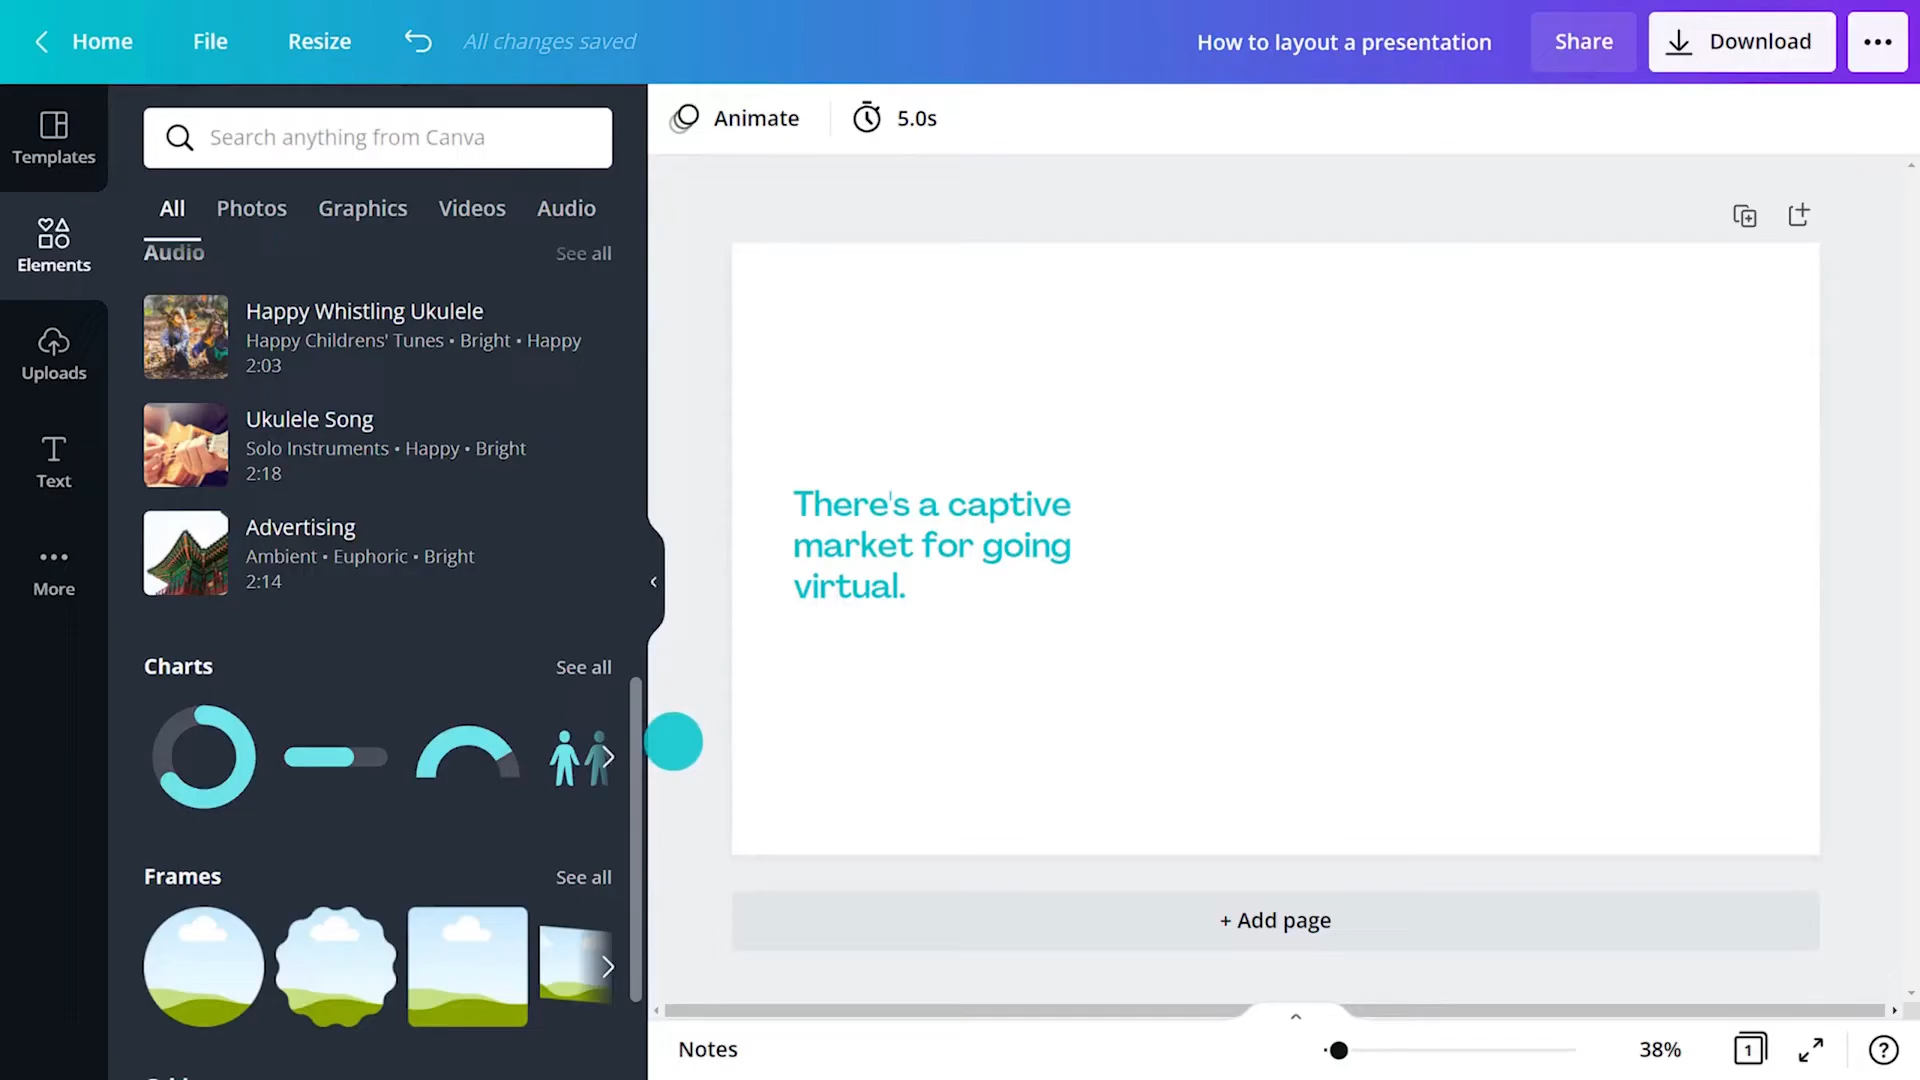 Home
File
Resize
All changes saved
How to layout a presentation
Share
Download
Templates
Elements
Uploads
Text
More
Search anything from Canva
All
Photos
Graphics
Videos
Audio
Audio
See all
Happy Whistling Ukulele
Happy Childrens' Tunes • Bright • Happy
2:03
Ukulele Song
Solo Instruments • Happy • Bright
2:18
Advertising
Ambient • Euphoric • Bright
2:14
Charts
See all
Frames
See all
Animate
5.0s
There's a captive
market for going
virtual.
+ Add page
Notes
38%
1
?